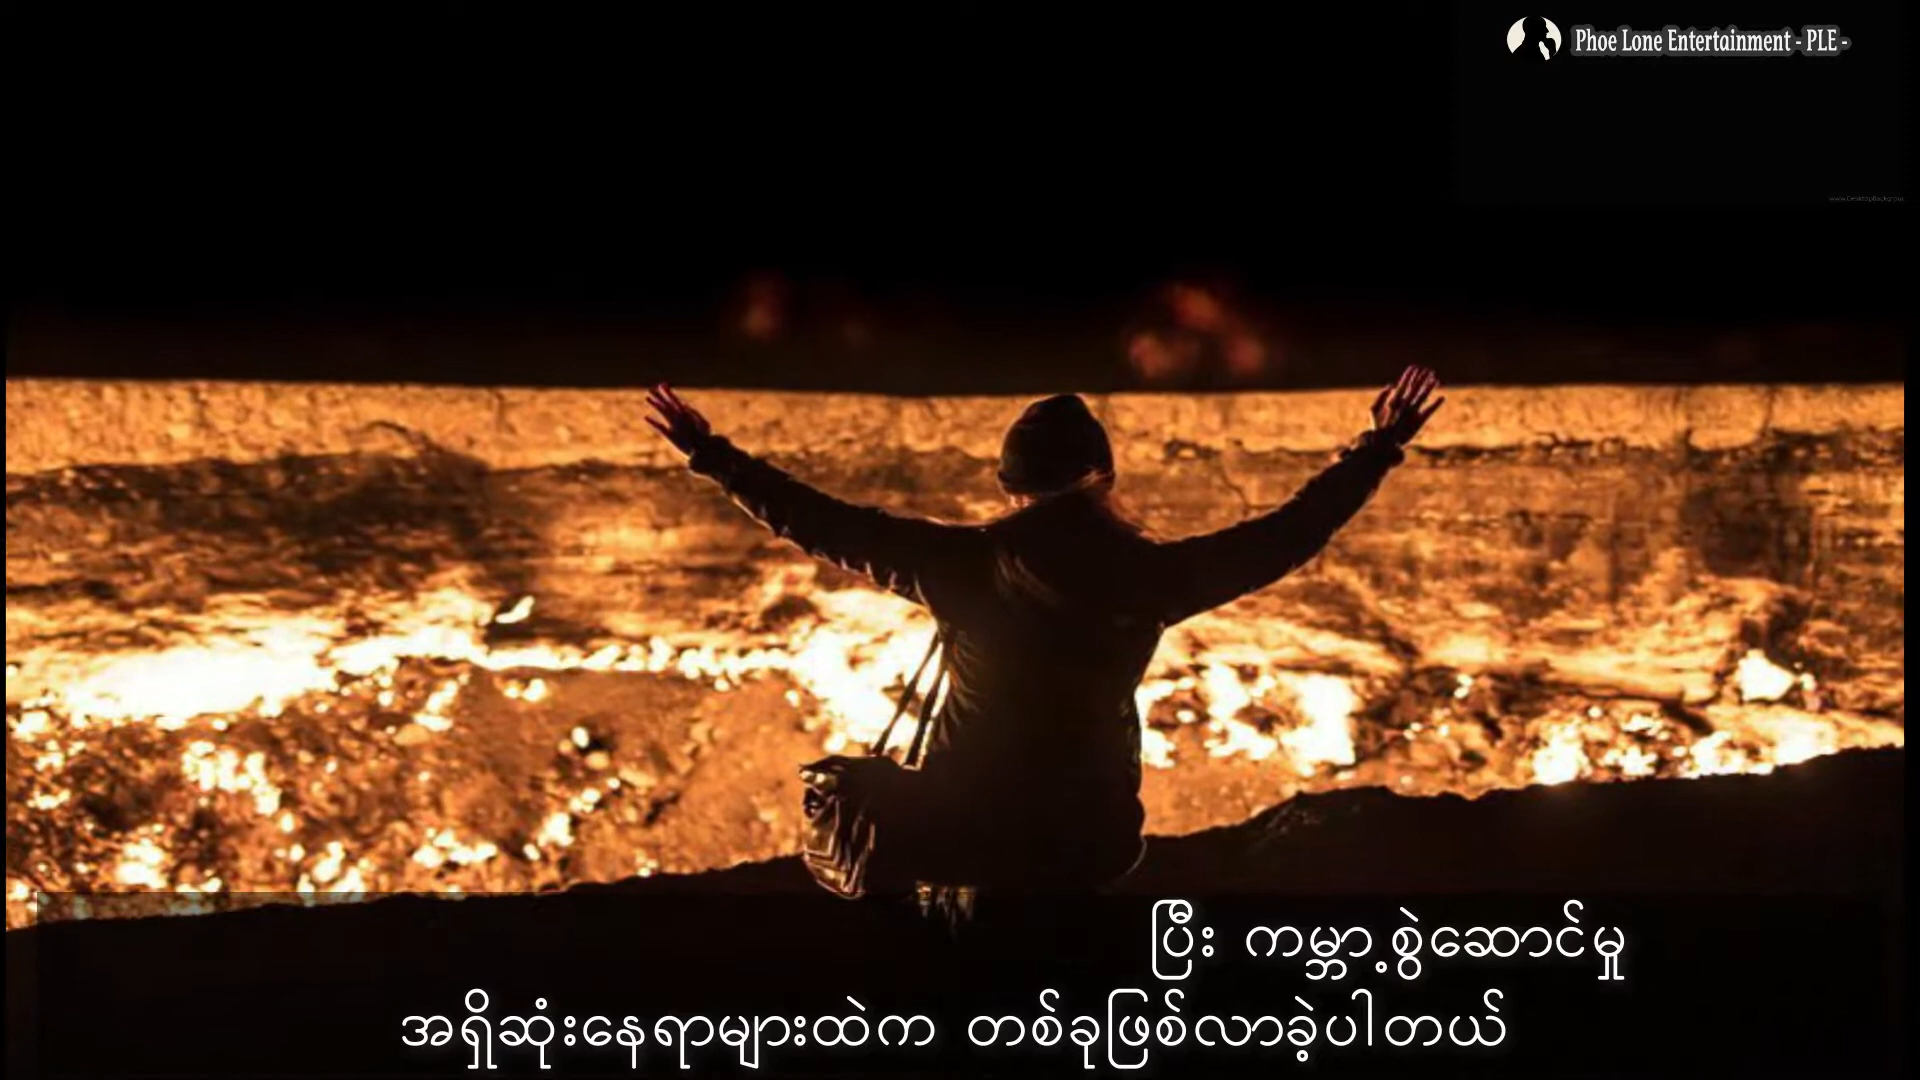 Phoe Lone Entertainment - PLE -
ပြီး ကမ္ဘာ့စွဲဆောင်မှု
အရှိဆုံးနေရာများထဲက တစ်ခုဖြစ်လာခဲ့ပါတယ်